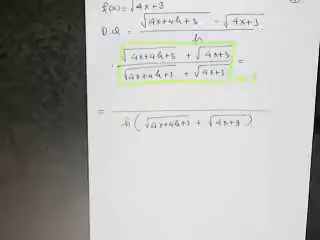 f(x) = √4x+3
D.Q = √4x+4h+3 - √4x+3 / h
· √4x+4h+3 + √4x+3 / √4x+4h+3 + √4x+3 =
= / h ( √4x+4h+3 + √4x+3 )